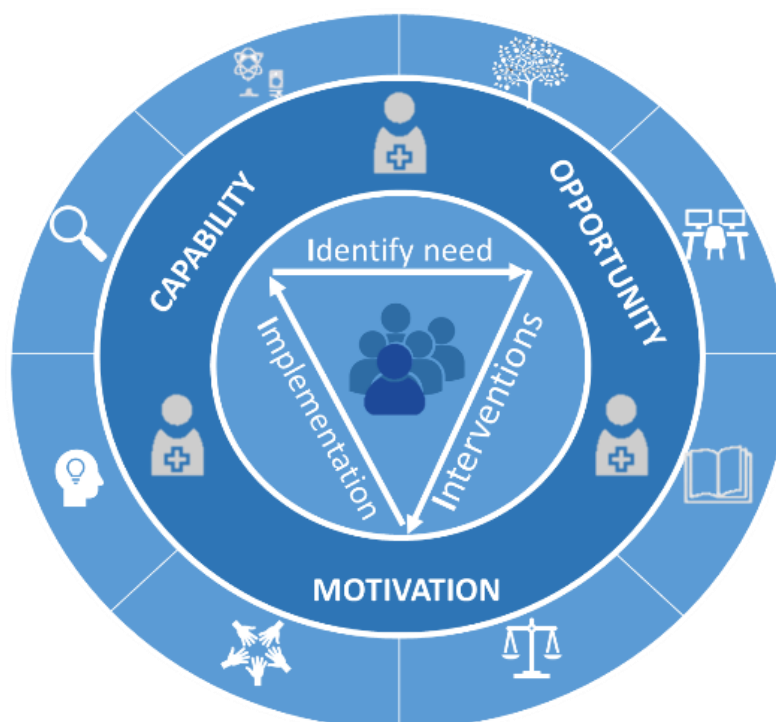 CAPABILITY
OPPORTUNITY
Identify need
Implementation
Interventions
MOTIVATION